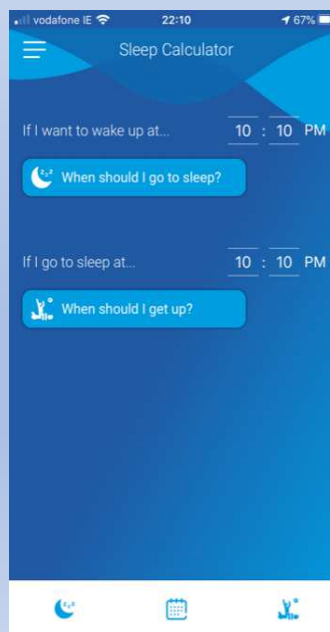 vodafone IE 22:10 67%
Sleep Calculator
If I want to wake up at... 10 : 10 PM
zzz When should I go to sleep?
If I go to sleep at... 10 : 10 PM
When should I get up?